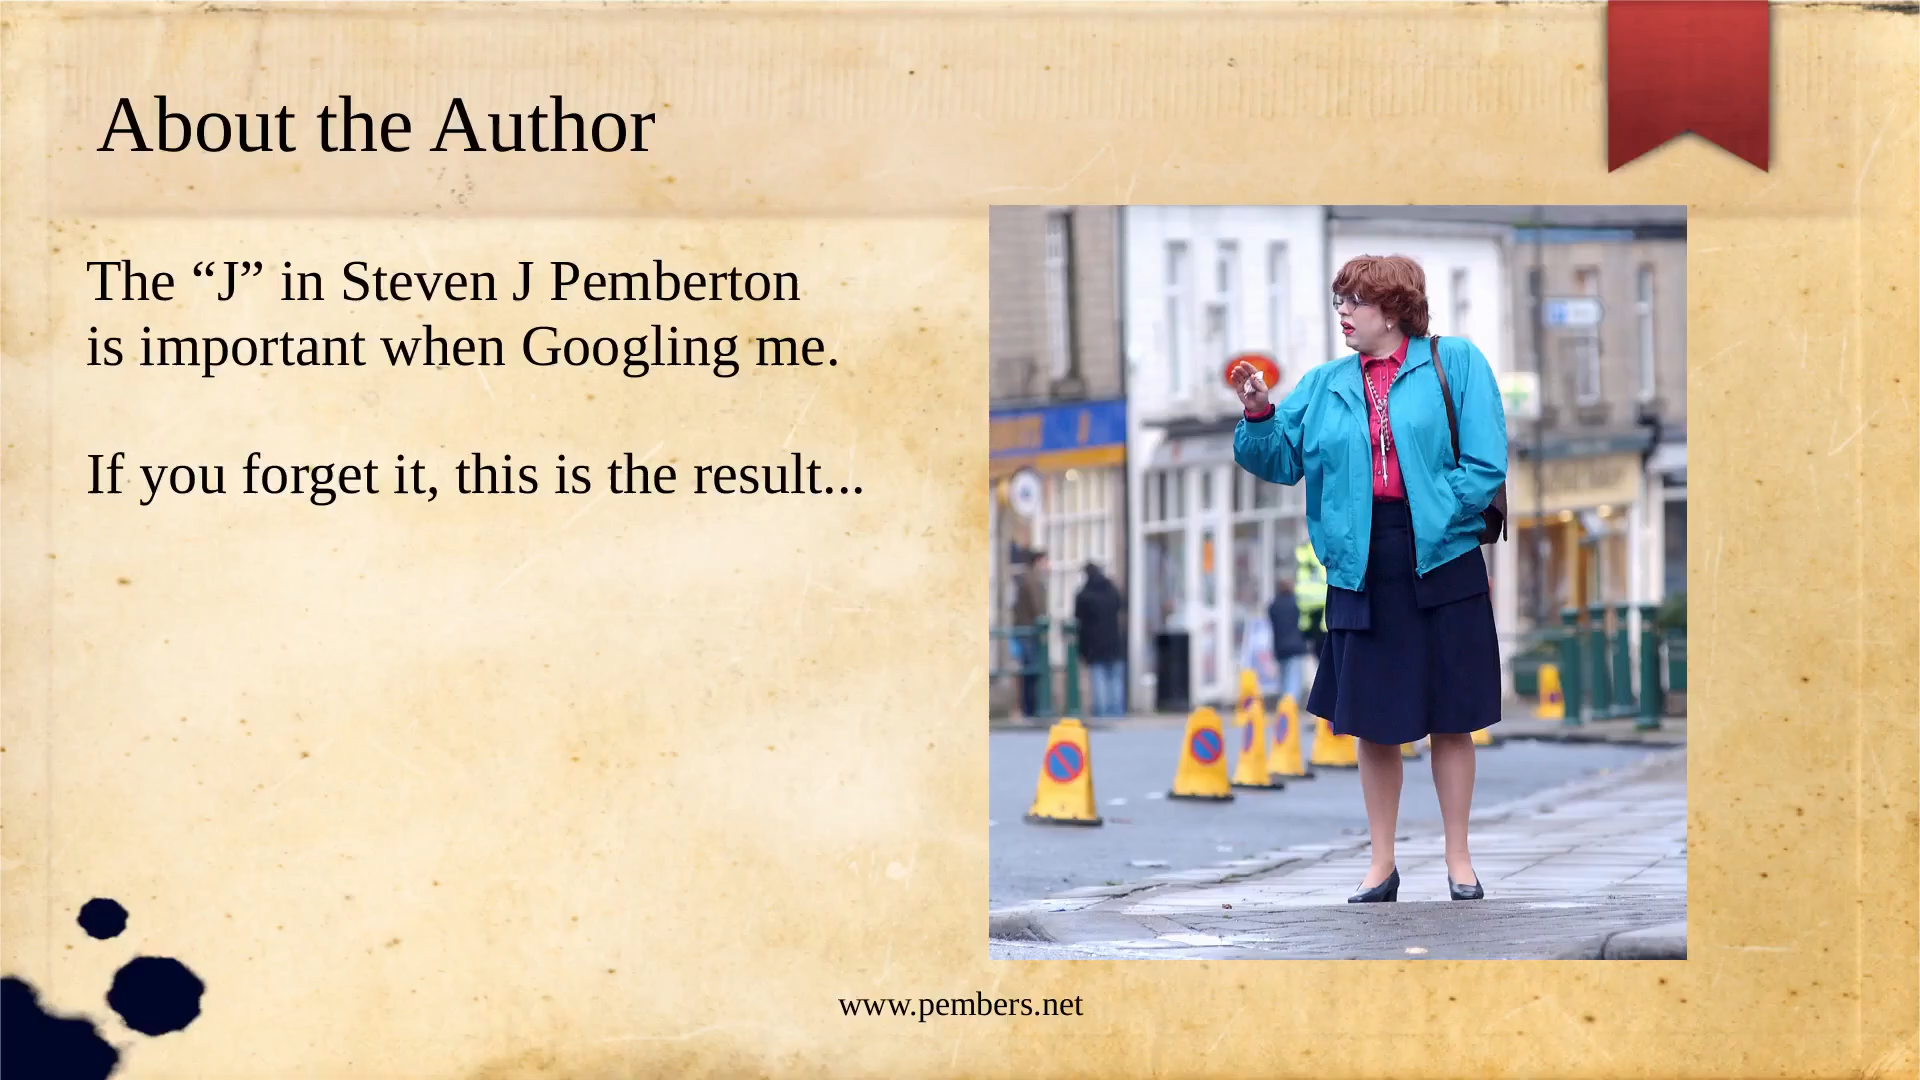 About the Author
The “J” in Steven J Pemberton
is important when Googling me.
If you forget it, this is the result...
www.pembers.net